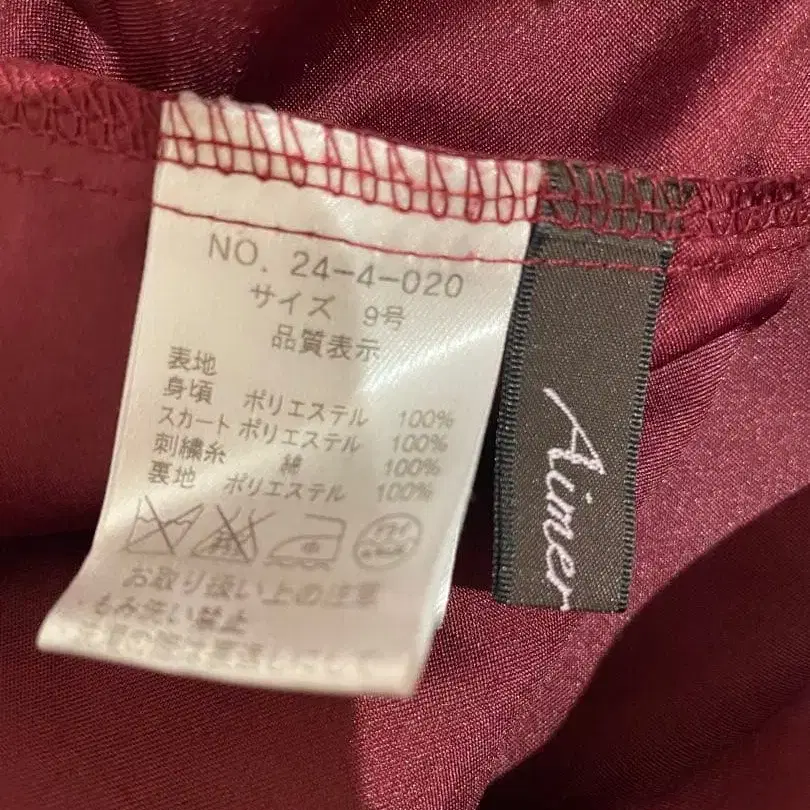 NO. 24-4-020
サイズ 9号
品質表示
表地
身頃 ポリエステル 100%
スカート ポリエステル 100%
刺繍糸 綿 100%
裏地 ポリエステル 100%
お取り扱い上の注意
もみ洗い禁止
Aimer